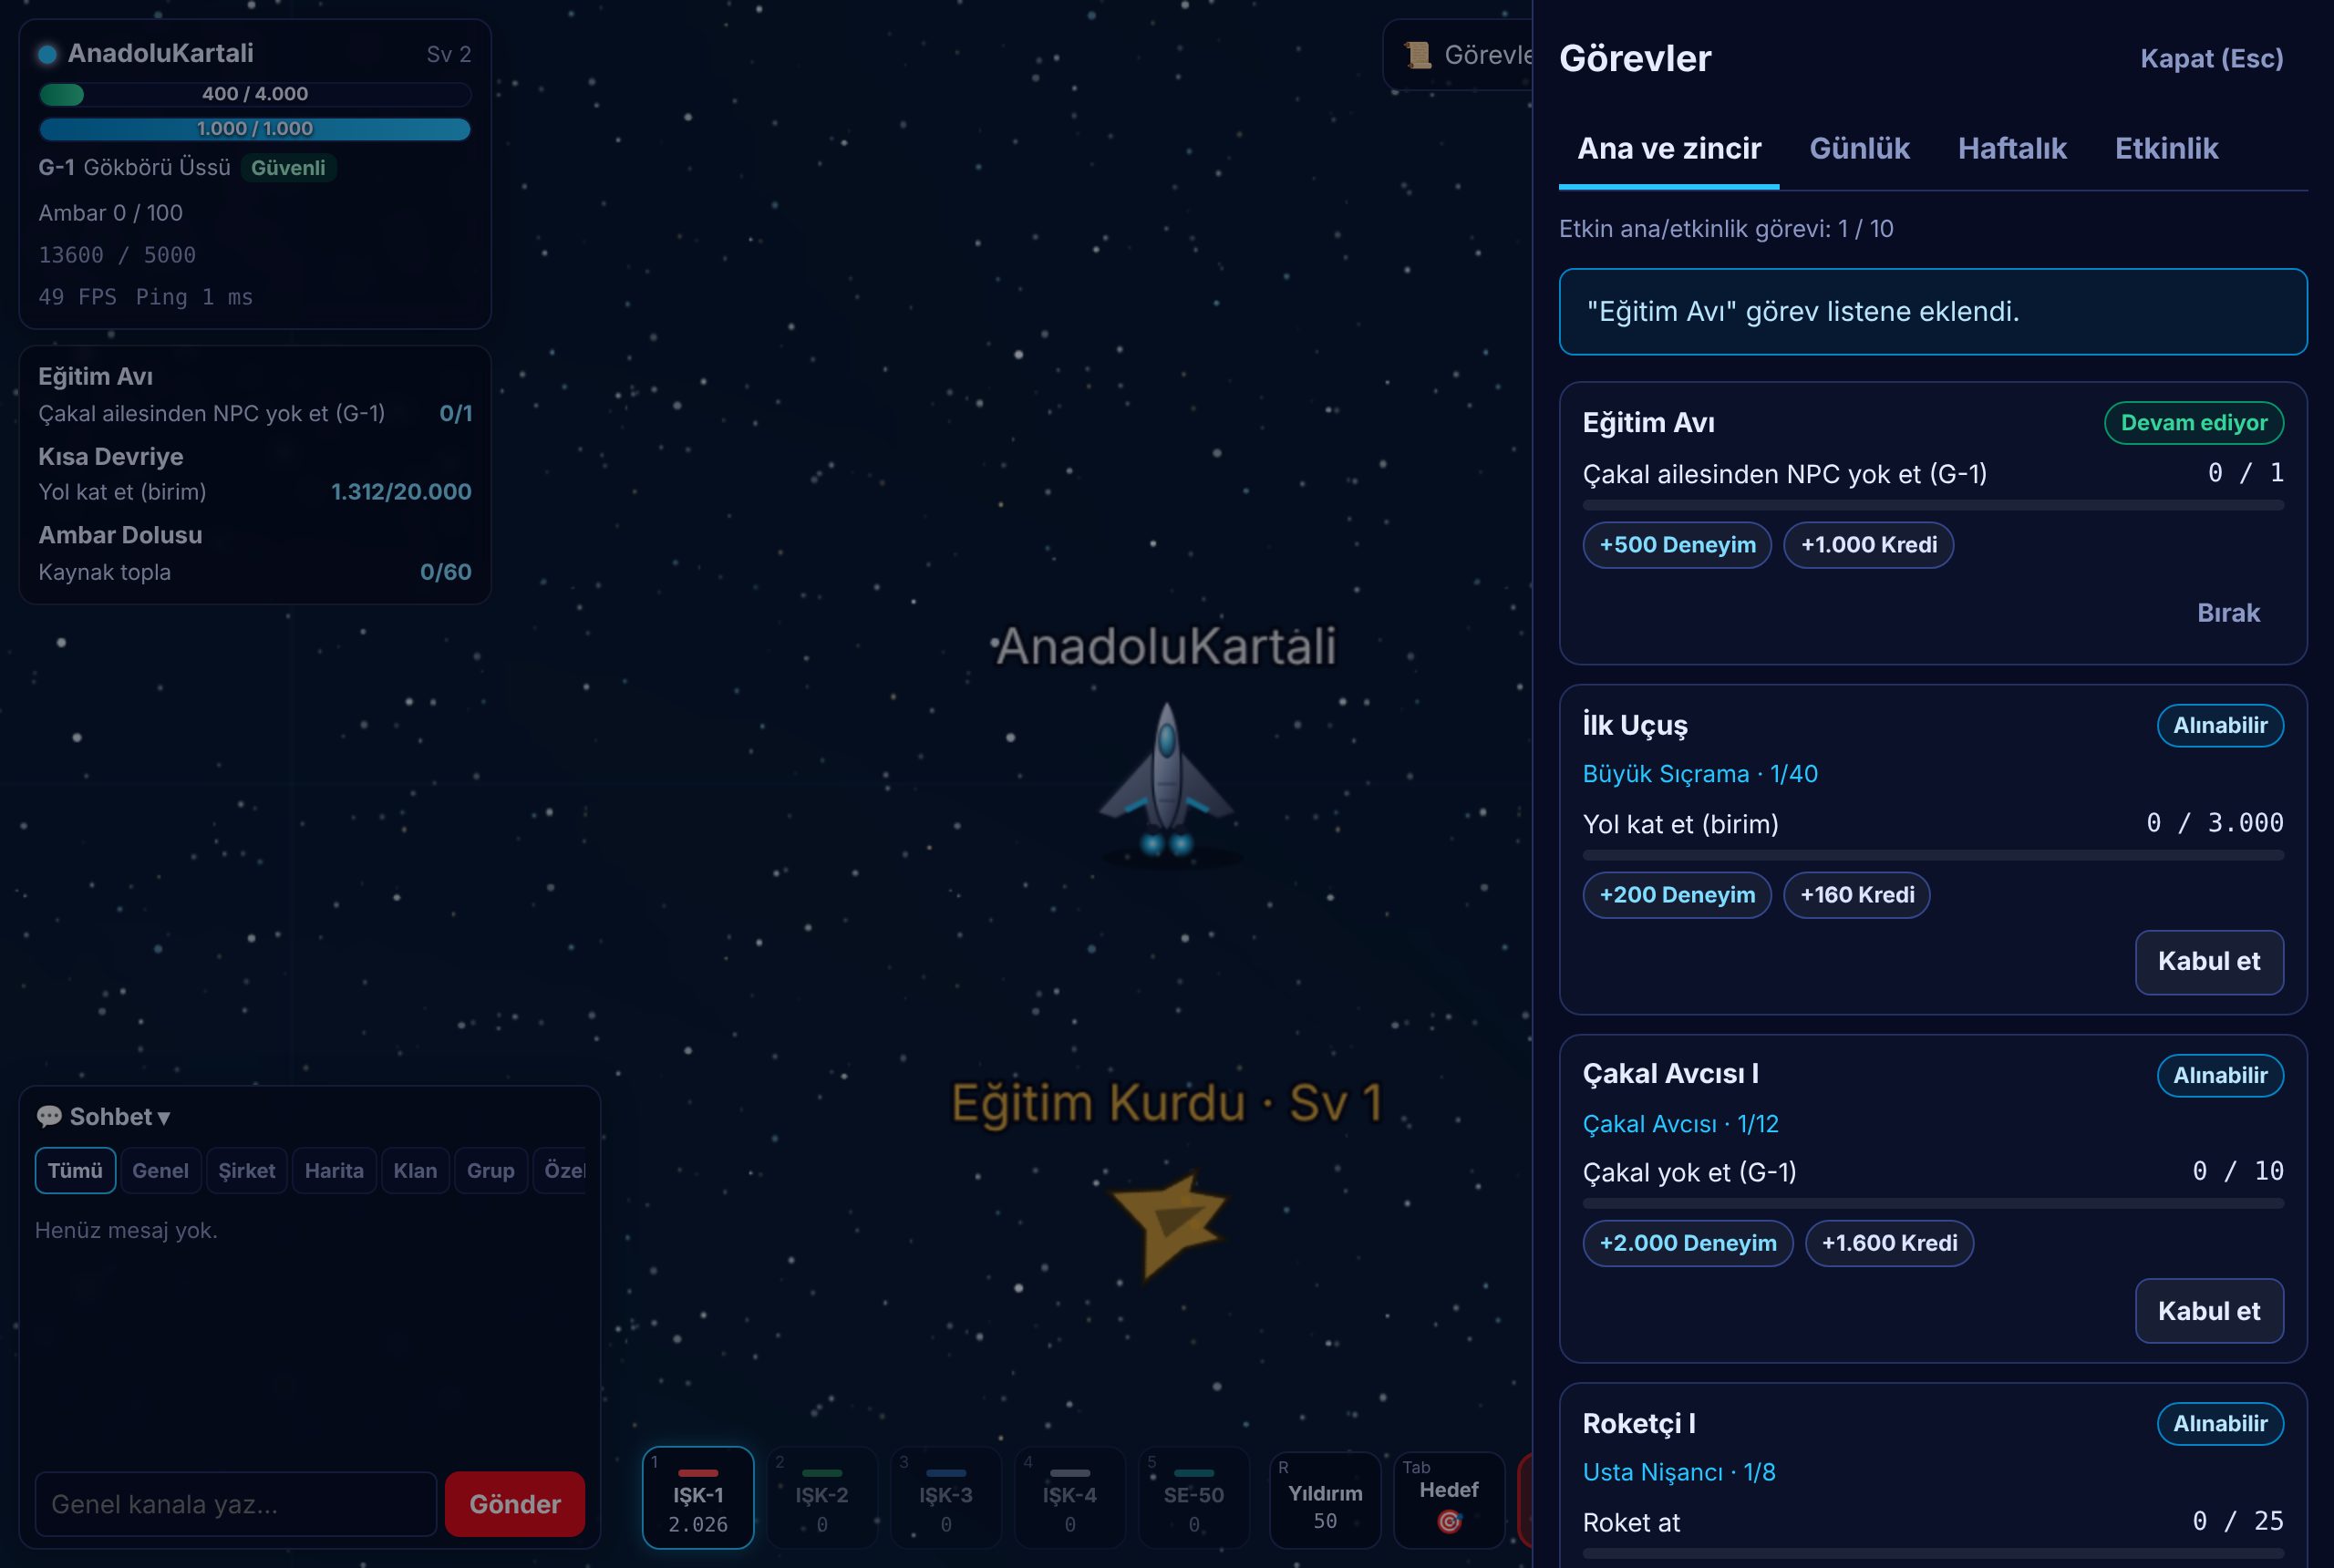 AnadoluKartali Sv 2
400 / 4.000
1.000 / 1.000
G-1 Gökbörü Üssü Güvenli
Ambar 0 / 100
13600 / 5000
49 FPS Ping 1 ms
Eğitim Avı
Çakal ailesinden NPC yok et (G-1) 0/1
Kısa Devriye
Yol kat et (birim) 1.312/20.000
Ambar Dolusu
Kaynak topla 0/60
Görevle
AnadoluKartali
Eğitim Kurdu · Sv 1
Sohbet ▾
Tümü Genel Şirket Harita Klan Grup Özel
Henüz mesaj yok.
Genel kanala yaz...
Gönder
1 IŞK-1 2.026
2 IŞK-2 0
3 IŞK-3 0
4 IŞK-4 0
5 SE-50 0
R Yıldırım 50
Tab Hedef
Görevler
Kapat (Esc)
Ana ve zincir Günlük Haftalık Etkinlik
Etkin ana/etkinlik görevi: 1 / 10
"Eğitim Avı" görev listene eklendi.
Eğitim Avı Devam ediyor
Çakal ailesinden NPC yok et (G-1) 0 / 1
+500 Deneyim +1.000 Kredi
Bırak
İlk Uçuş Alınabilir
Büyük Sıçrama · 1/40
Yol kat et (birim) 0 / 3.000
+200 Deneyim +160 Kredi
Kabul et
Çakal Avcısı I Alınabilir
Çakal Avcısı · 1/12
Çakal yok et (G-1) 0 / 10
+2.000 Deneyim +1.600 Kredi
Kabul et
Roketçi I Alınabilir
Usta Nişancı · 1/8
Roket at 0 / 25